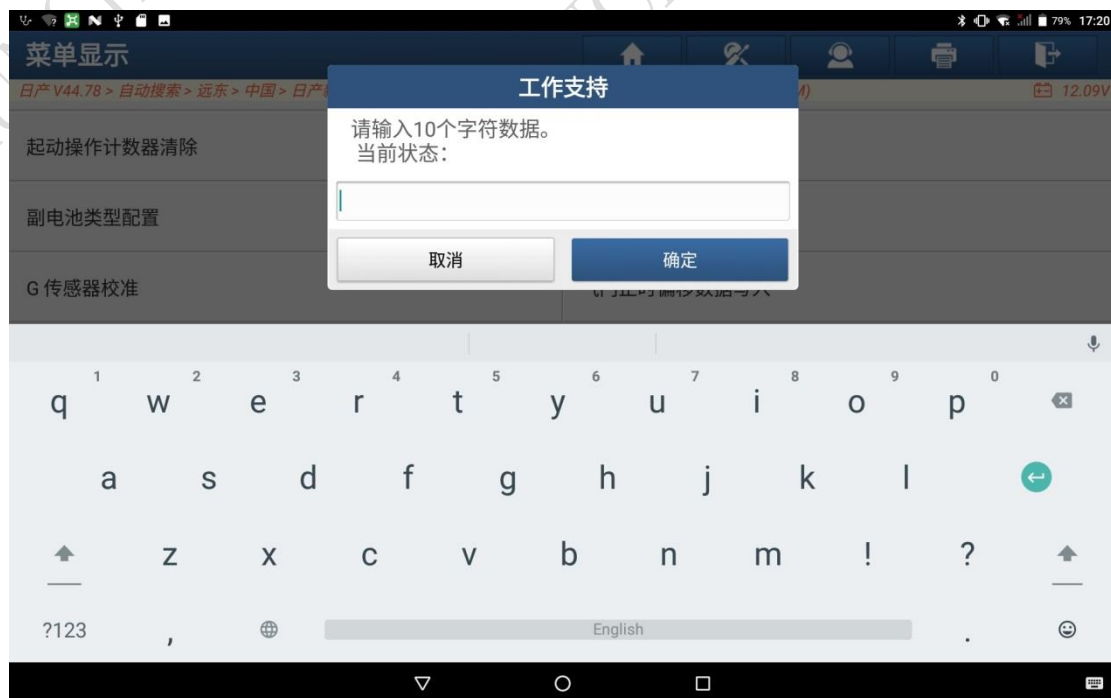 79% 17:20
菜单显示
日产 V44.78 > 自动搜索 > 远东 > 中国 > 日产
12.09V
工作支持
请输入10个字符数据。
当前状态：
取消
确定
起动操作计数器清除
副电池类型配置
G 传感器校准
1 2 3 4 5 6 7 8 9 0
q w e r t y u i o p
a s d f g h j k l
z x c v b n m ! ?
?123 , English .